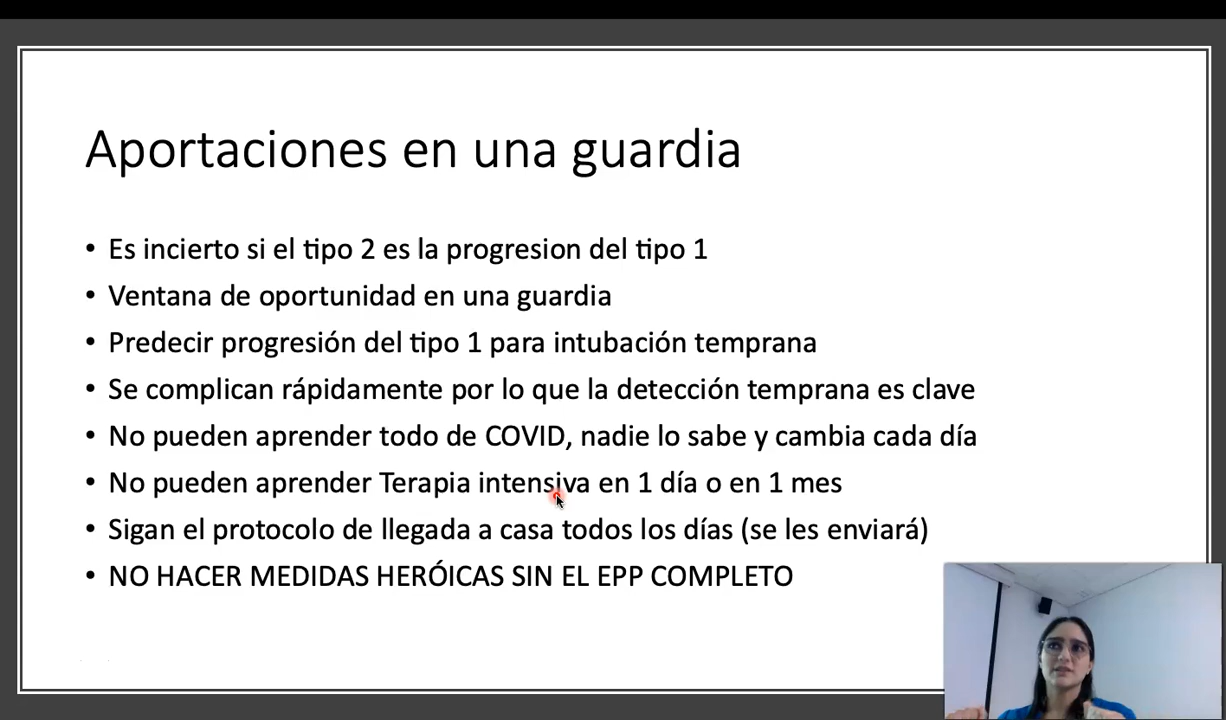 Aportaciones en una guardia
• Es incierto si el tipo 2 es la progresion del tipo 1
• Ventana de oportunidad en una guardia
• Predecir progresión del tipo 1 para intubación temprana
• Se complican rápidamente por lo que la detección temprana es clave
• No pueden aprender todo de COVID, nadie lo sabe y cambia cada día
• No pueden aprender Terapia intensiva en 1 día o en 1 mes
• Sigan el protocolo de llegada a casa todos los días (se les enviará)
• NO HACER MEDIDAS HERÓICAS SIN EL EPP COMPLETO